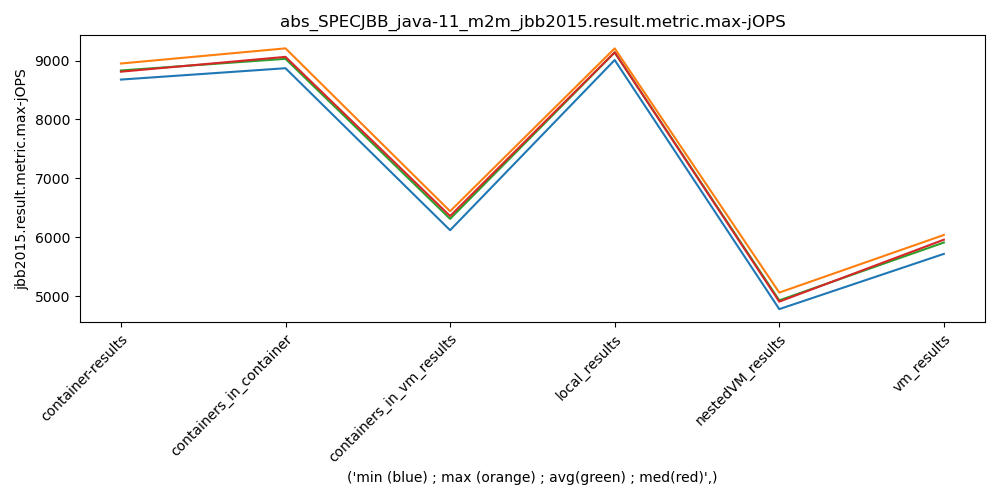 abs_SPECJBB_java-11_m2m_jbb2015.result.metric.max-jOPS
jbb2015.result.metric.max-jOPS
9000
8000
7000
6000
5000
container-results
containers_in_container
containers_in_vm_results
local_results
nestedVM_results
vm_results
('min (blue) ; max (orange) ; avg(green) ; med(red)',)